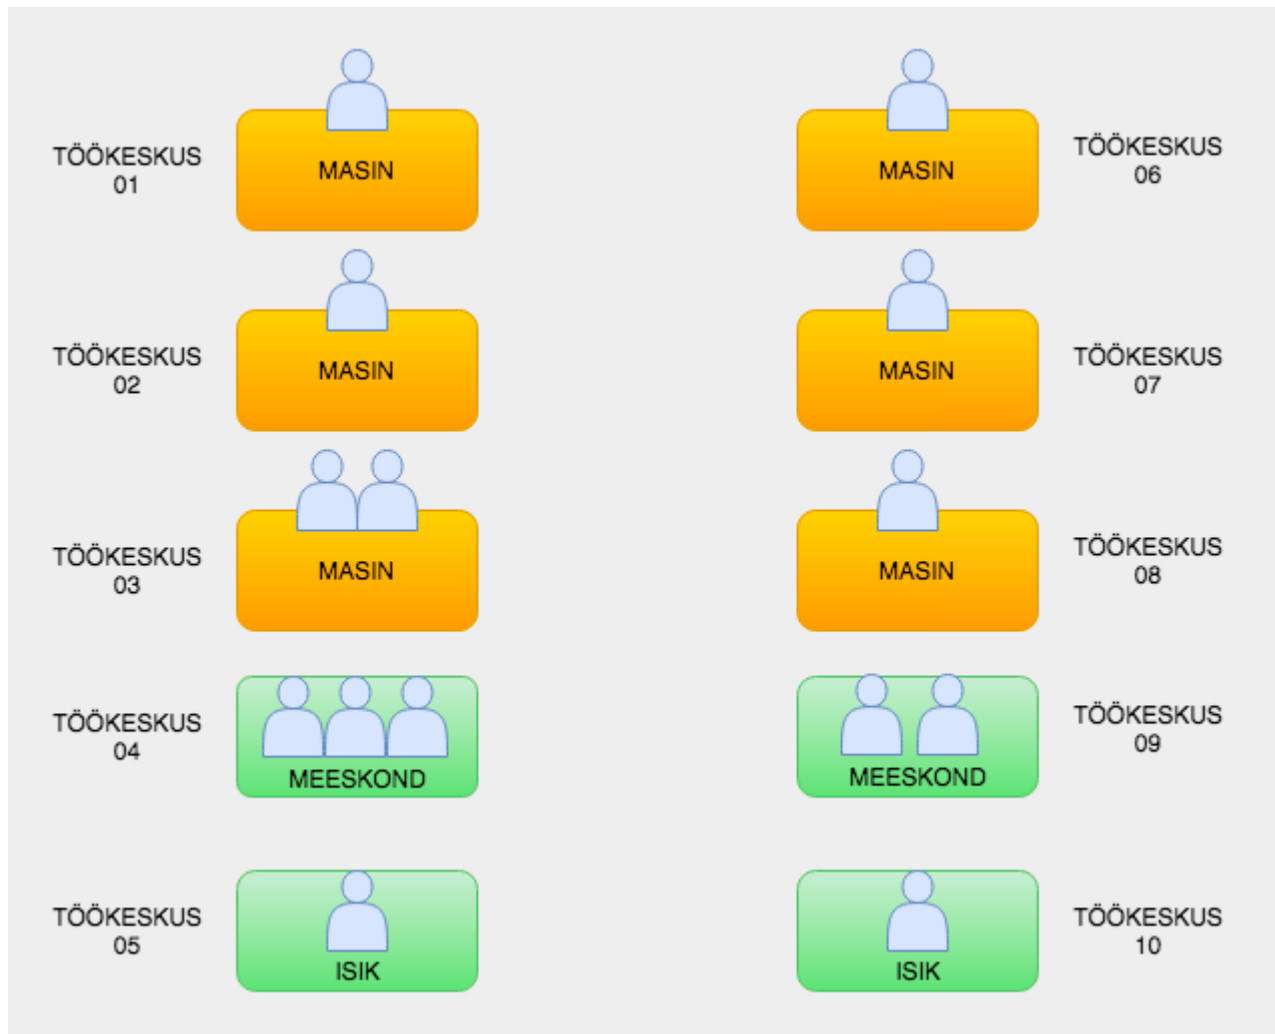 TÖÖKESKUS
01
MASIN
MASIN
TÖÖKESKUS
06
TÖÖKESKUS
02
MASIN
MASIN
TÖÖKESKUS
07
TÖÖKESKUS
03
MASIN
MASIN
TÖÖKESKUS
08
TÖÖKESKUS
04
MEESKOND
MEESKOND
TÖÖKESKUS
09
TÖÖKESKUS
05
ISIK
ISIK
TÖÖKESKUS
10